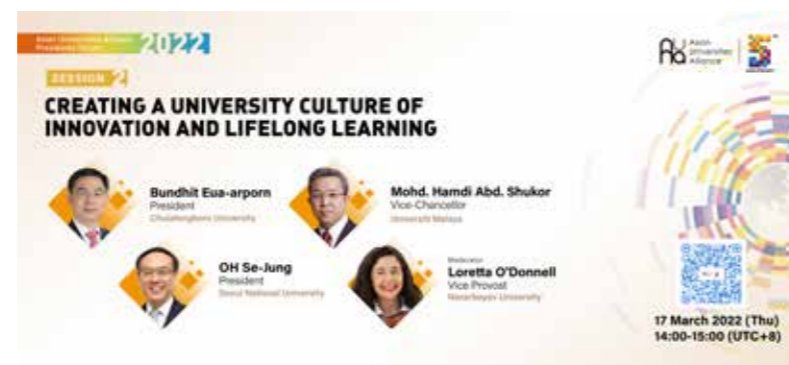 Asian Universities Alliance
Presidents Forum
2022
SESSION 2
CREATING A UNIVERSITY CULTURE OF
INNOVATION AND LIFELONG LEARNING
Asian
Universities
Alliance
5
Bundhit Eua-arporn
President
Chulalongkorn University
Mohd. Hamdi Abd. Shukor
Vice-Chancellor
Universiti Malaya
OH Se-Jung
President
Seoul National University
Moderator
Loretta O'Donnell
Vice Provost
Nazarbayev University
17 March 2022 (Thu)
14:00-15:00 (UTC+8)